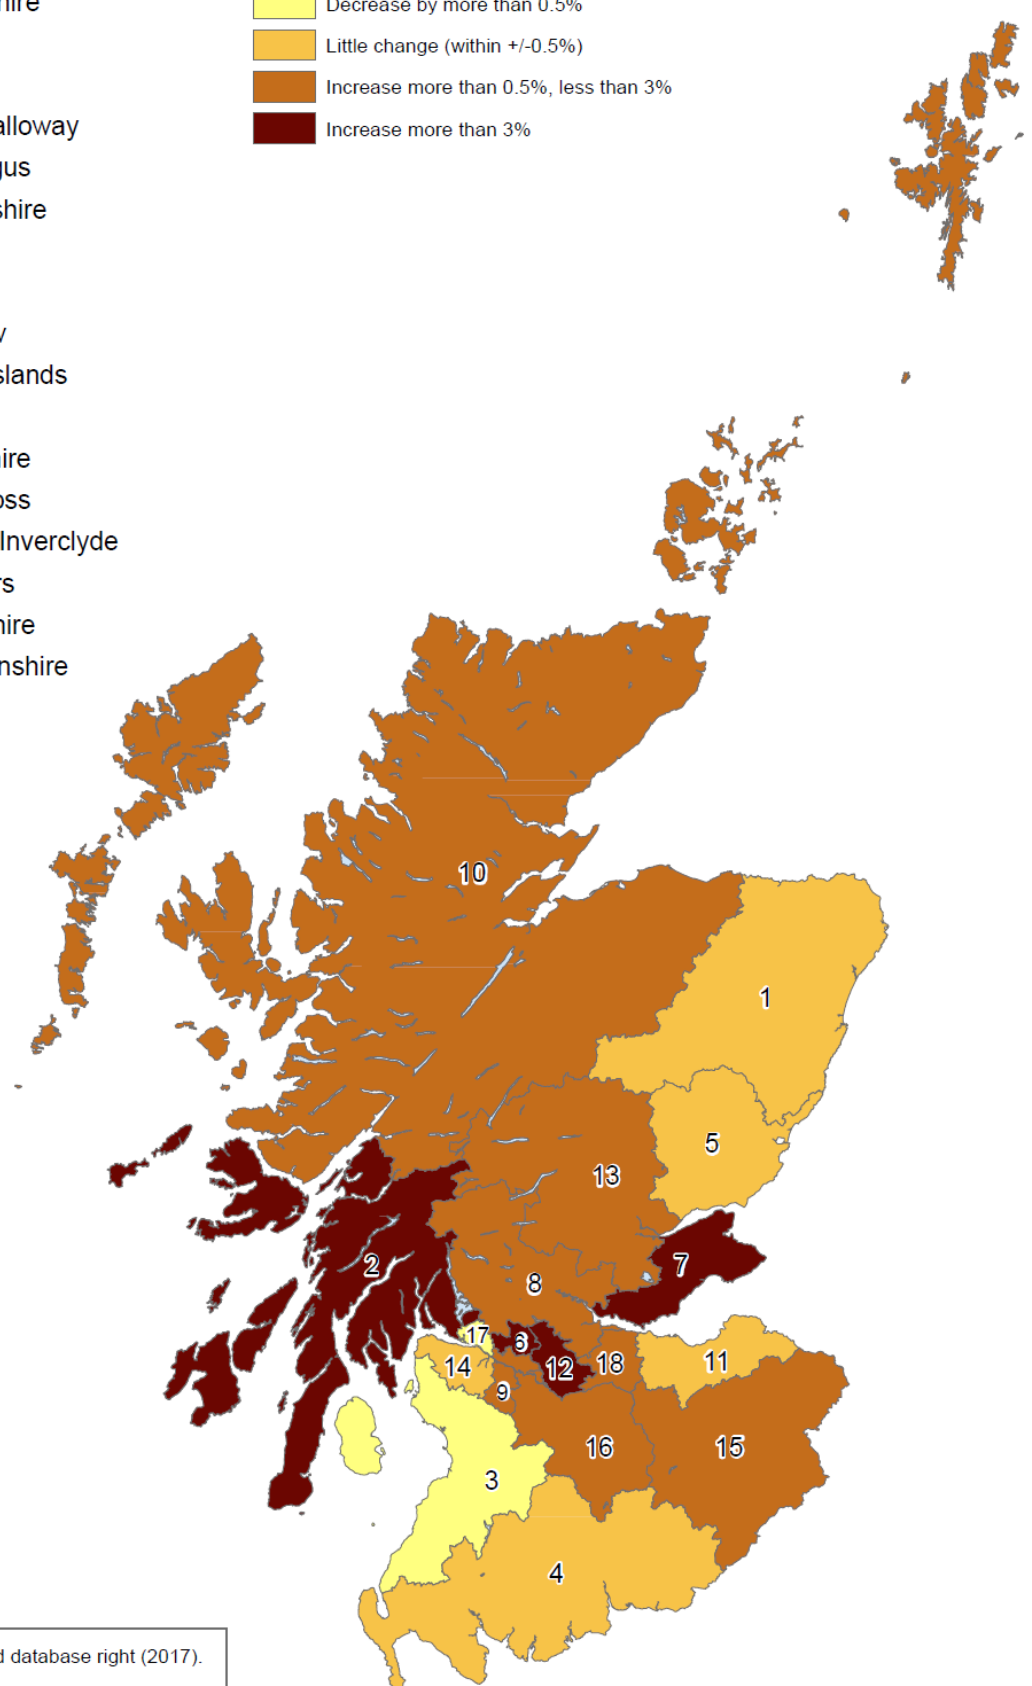 hire
Decrease by more than 0.5%
Little change (within +/-0.5%)
Increase more than 0.5%, less than 3%
Increase more than 3%
alloway
gus
shire
y
slands
ire
oss
Inverclyde
rs
hire
nshire
10
1
5
13
2
7
8
17
6
12
18
11
14
9
16
15
3
4
d database right (2017).